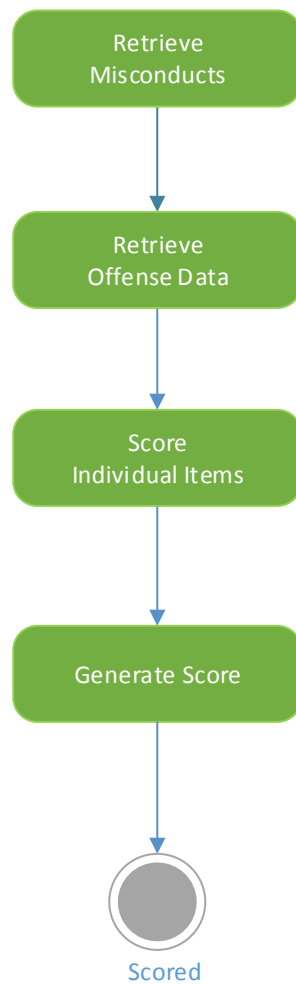 Retrieve
Misconducts
Retrieve
Offense Data
Score
Individual Items
Generate Score
Scored